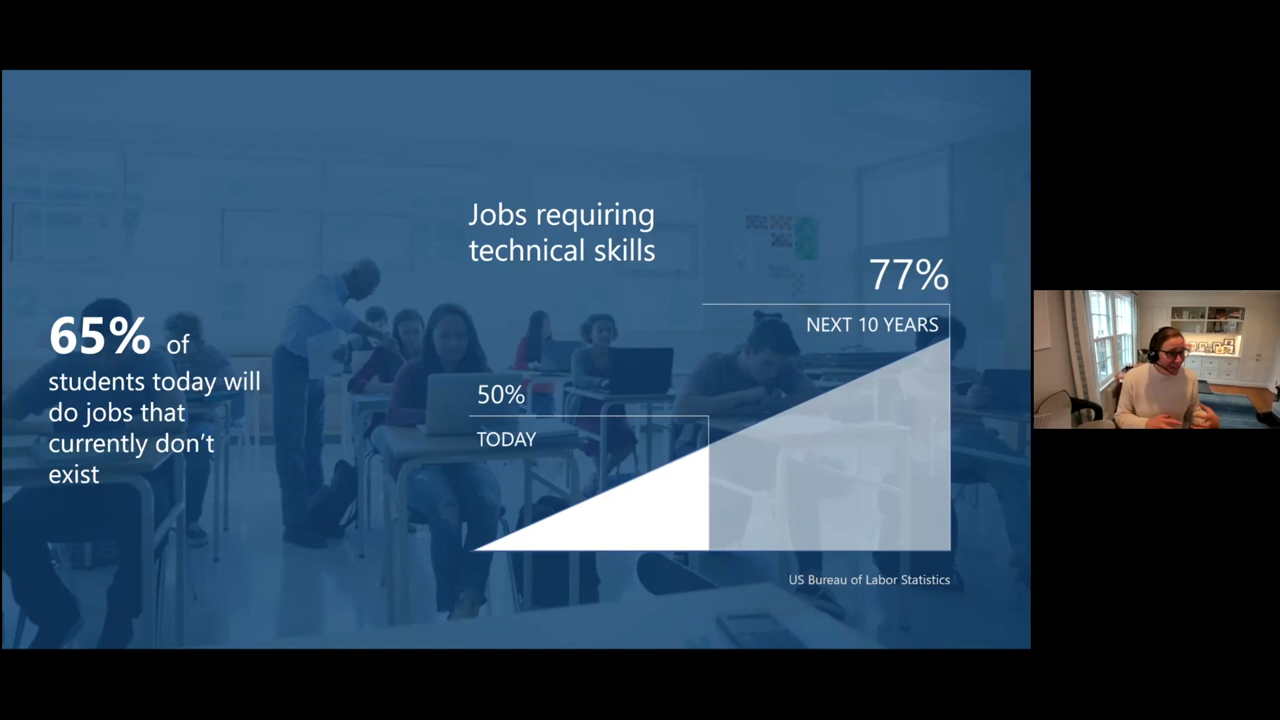 65% of
students today will
do jobs that
currently don't
exist
Jobs requiring
technical skills
77%
NEXT 10 YEARS
50%
TODAY
US Bureau of Labor Statistics